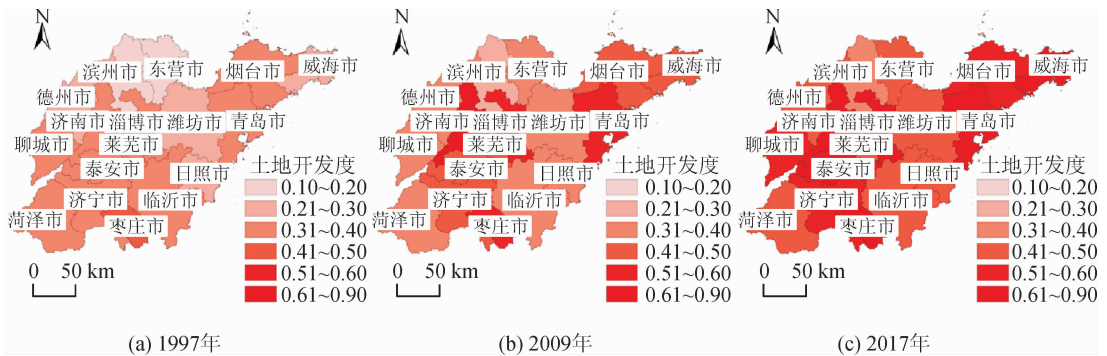 N
滨州市
东营市
烟台市
威海市
德州市
济南市
淄博市
潍坊市
青岛市
聊城市
莱芜市
泰安市
日照市
济宁市
临沂市
菏泽市
枣庄市
土地开发度
0.10~0.20
0.21~0.30
0.31~0.40
0.41~0.50
0.51~0.60
0.61~0.90
0 50 km
(a) 1997年
N
滨州市
东营市
烟台市
威海市
德州市
济南市
淄博市
潍坊市
青岛市
聊城市
莱芜市
泰安市
日照市
济宁市
临沂市
菏泽市
枣庄市
土地开发度
0.10~0.20
0.21~0.30
0.31~0.40
0.41~0.50
0.51~0.60
0.61~0.90
0 50 km
(b) 2009年
N
滨州市
东营市
烟台市
威海市
德州市
济南市
淄博市
潍坊市
青岛市
聊城市
莱芜市
泰安市
日照市
济宁市
临沂市
菏泽市
枣庄市
土地开发度
0.10~0.20
0.21~0.30
0.31~0.40
0.41~0.50
0.51~0.60
0.61~0.90
0 50 km
(c) 2017年